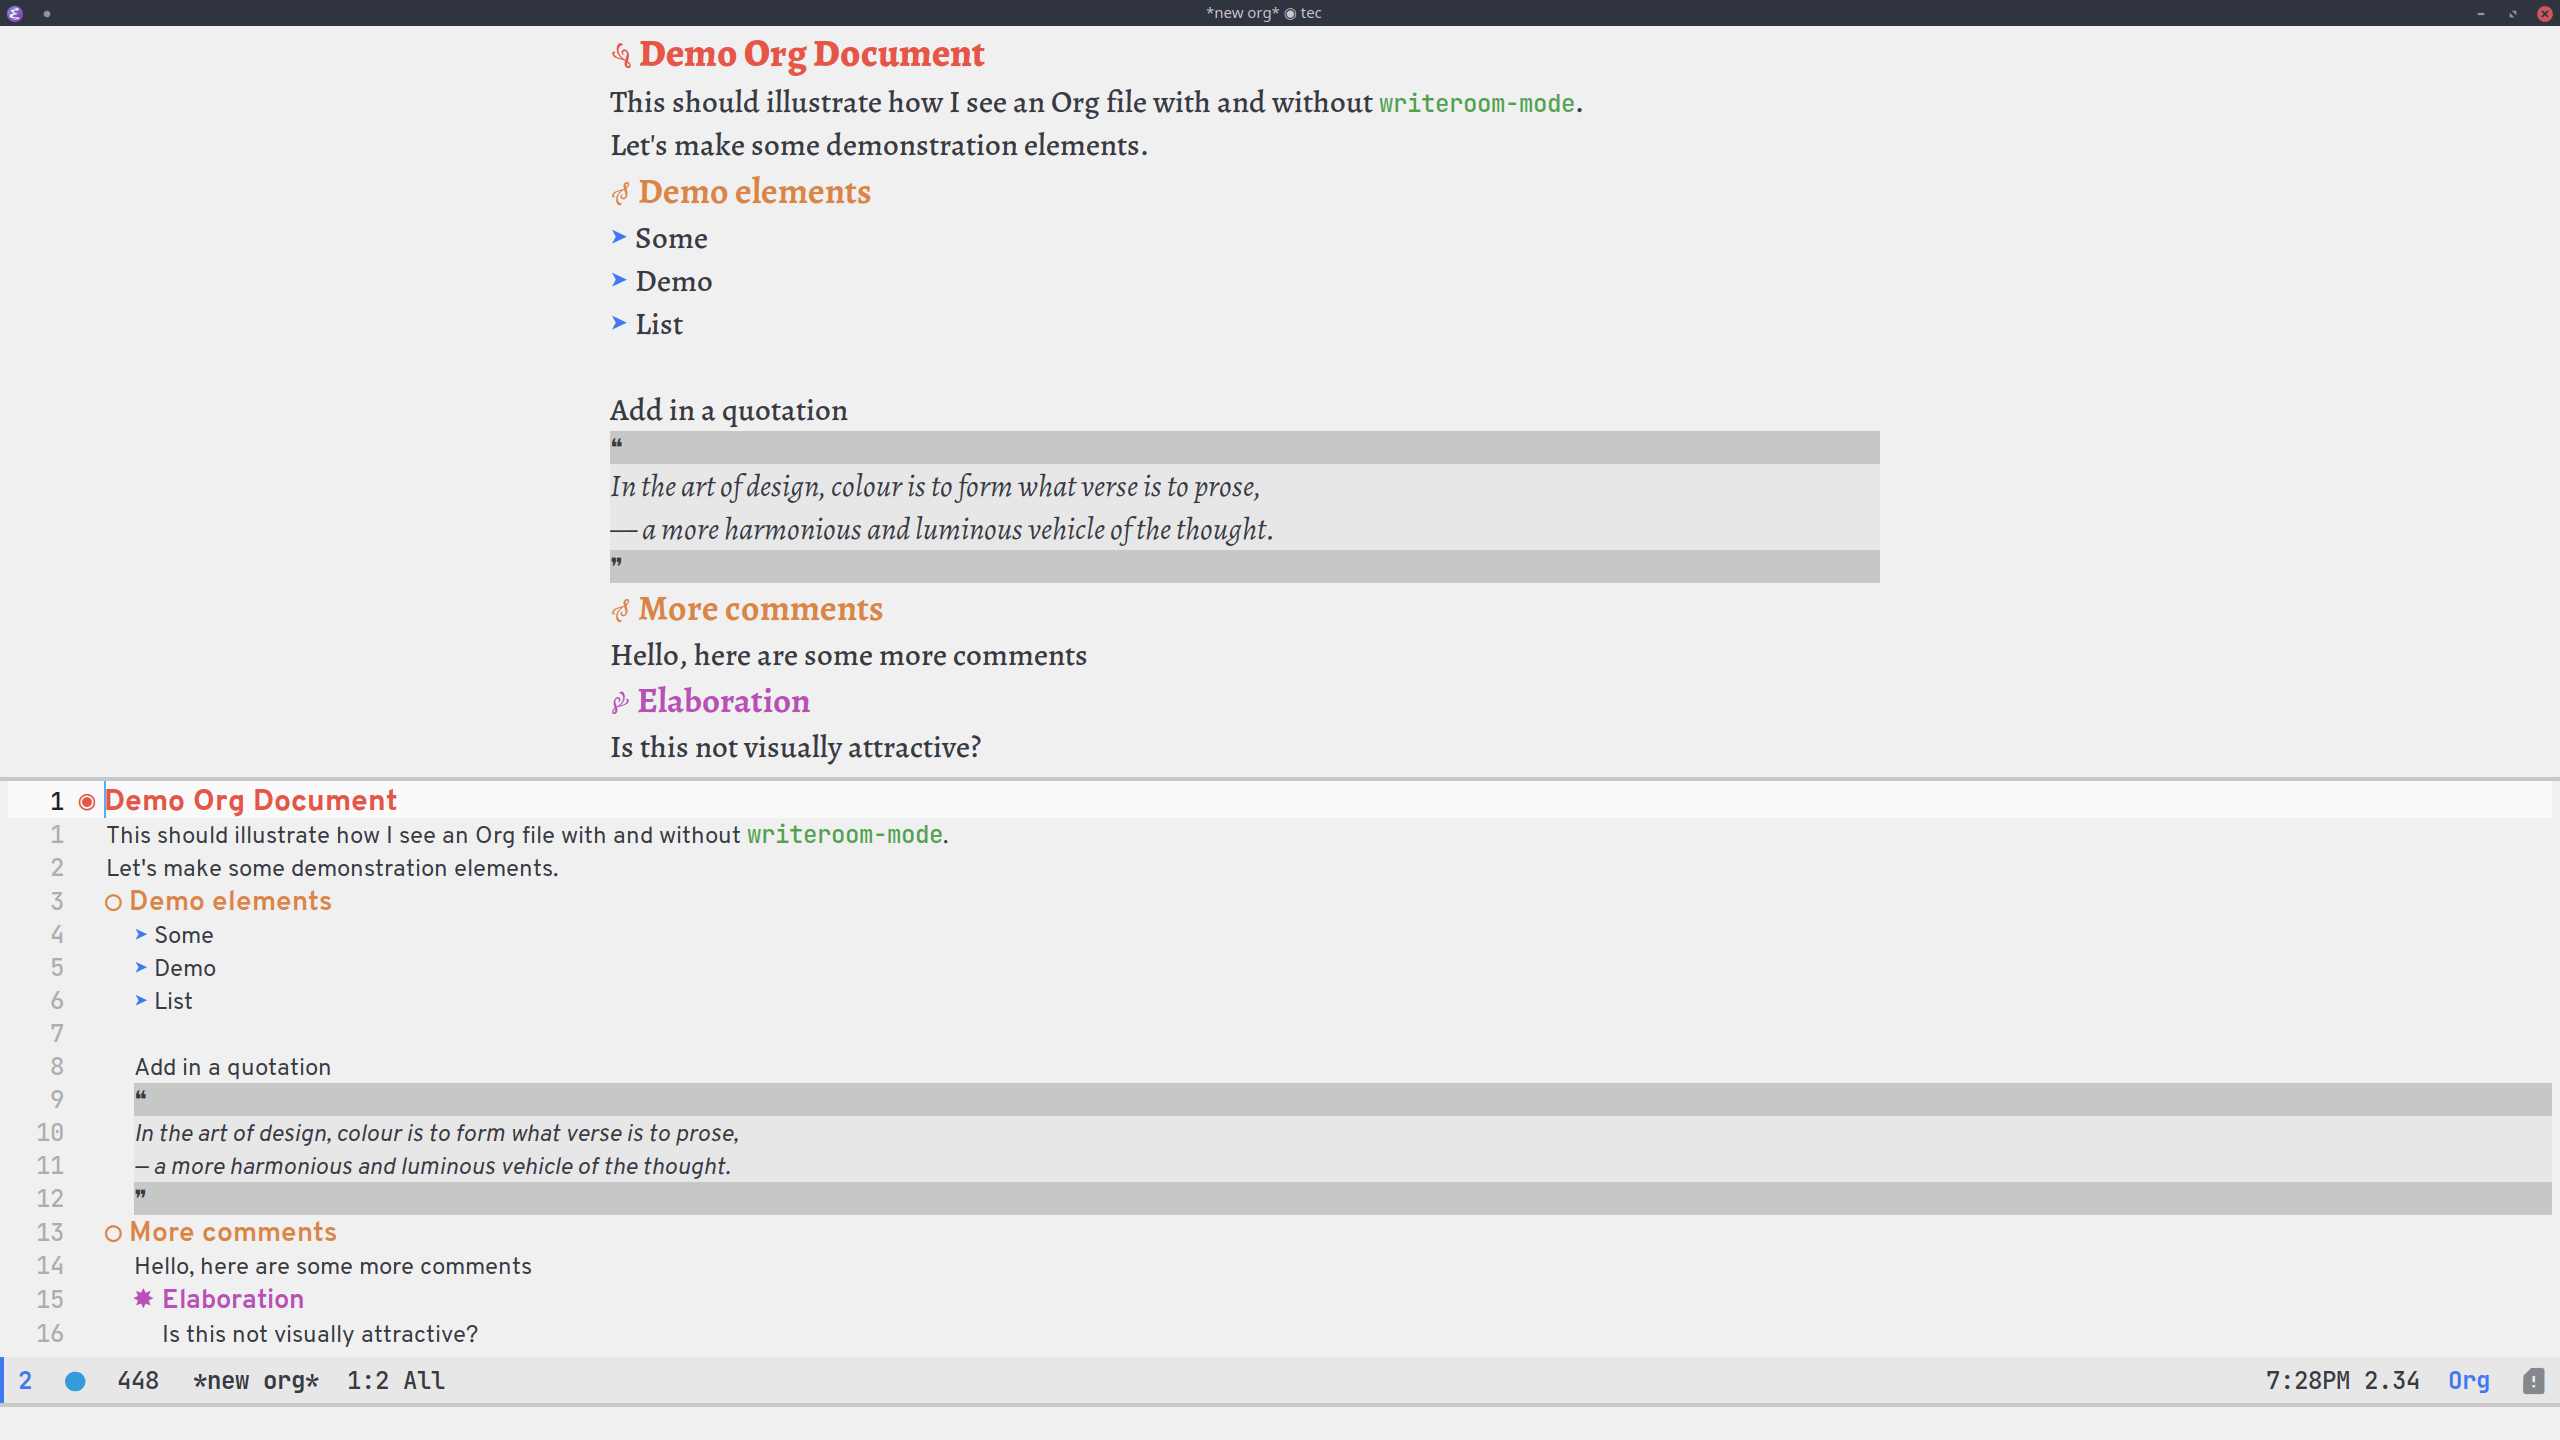 *new org* ◉ tec
Demo Org Document
This should illustrate how I see an Org file with and without writeroom-mode.
Let's make some demonstration elements.
Demo elements
➤ Some
➤ Demo
➤ List
Add in a quotation
❝
In the art of design, colour is to form what verse is to prose,
— a more harmonious and luminous vehicle of the thought.
❞
More comments
Hello, here are some more comments
Elaboration
Is this not visually attractive?
1 ◉ Demo Org Document
1 This should illustrate how I see an Org file with and without writeroom-mode.
2 Let's make some demonstration elements.
3 ○ Demo elements
4 ➤ Some
5 ➤ Demo
6 ➤ List
7
8 Add in a quotation
9 ❝
10 In the art of design, colour is to form what verse is to prose,
11 — a more harmonious and luminous vehicle of the thought.
12 ❞
13 ○ More comments
14 Hello, here are some more comments
15 ✸ Elaboration
16 Is this not visually attractive?
2 448 *new org* 1:2 All 7:28PM 2.34 Org